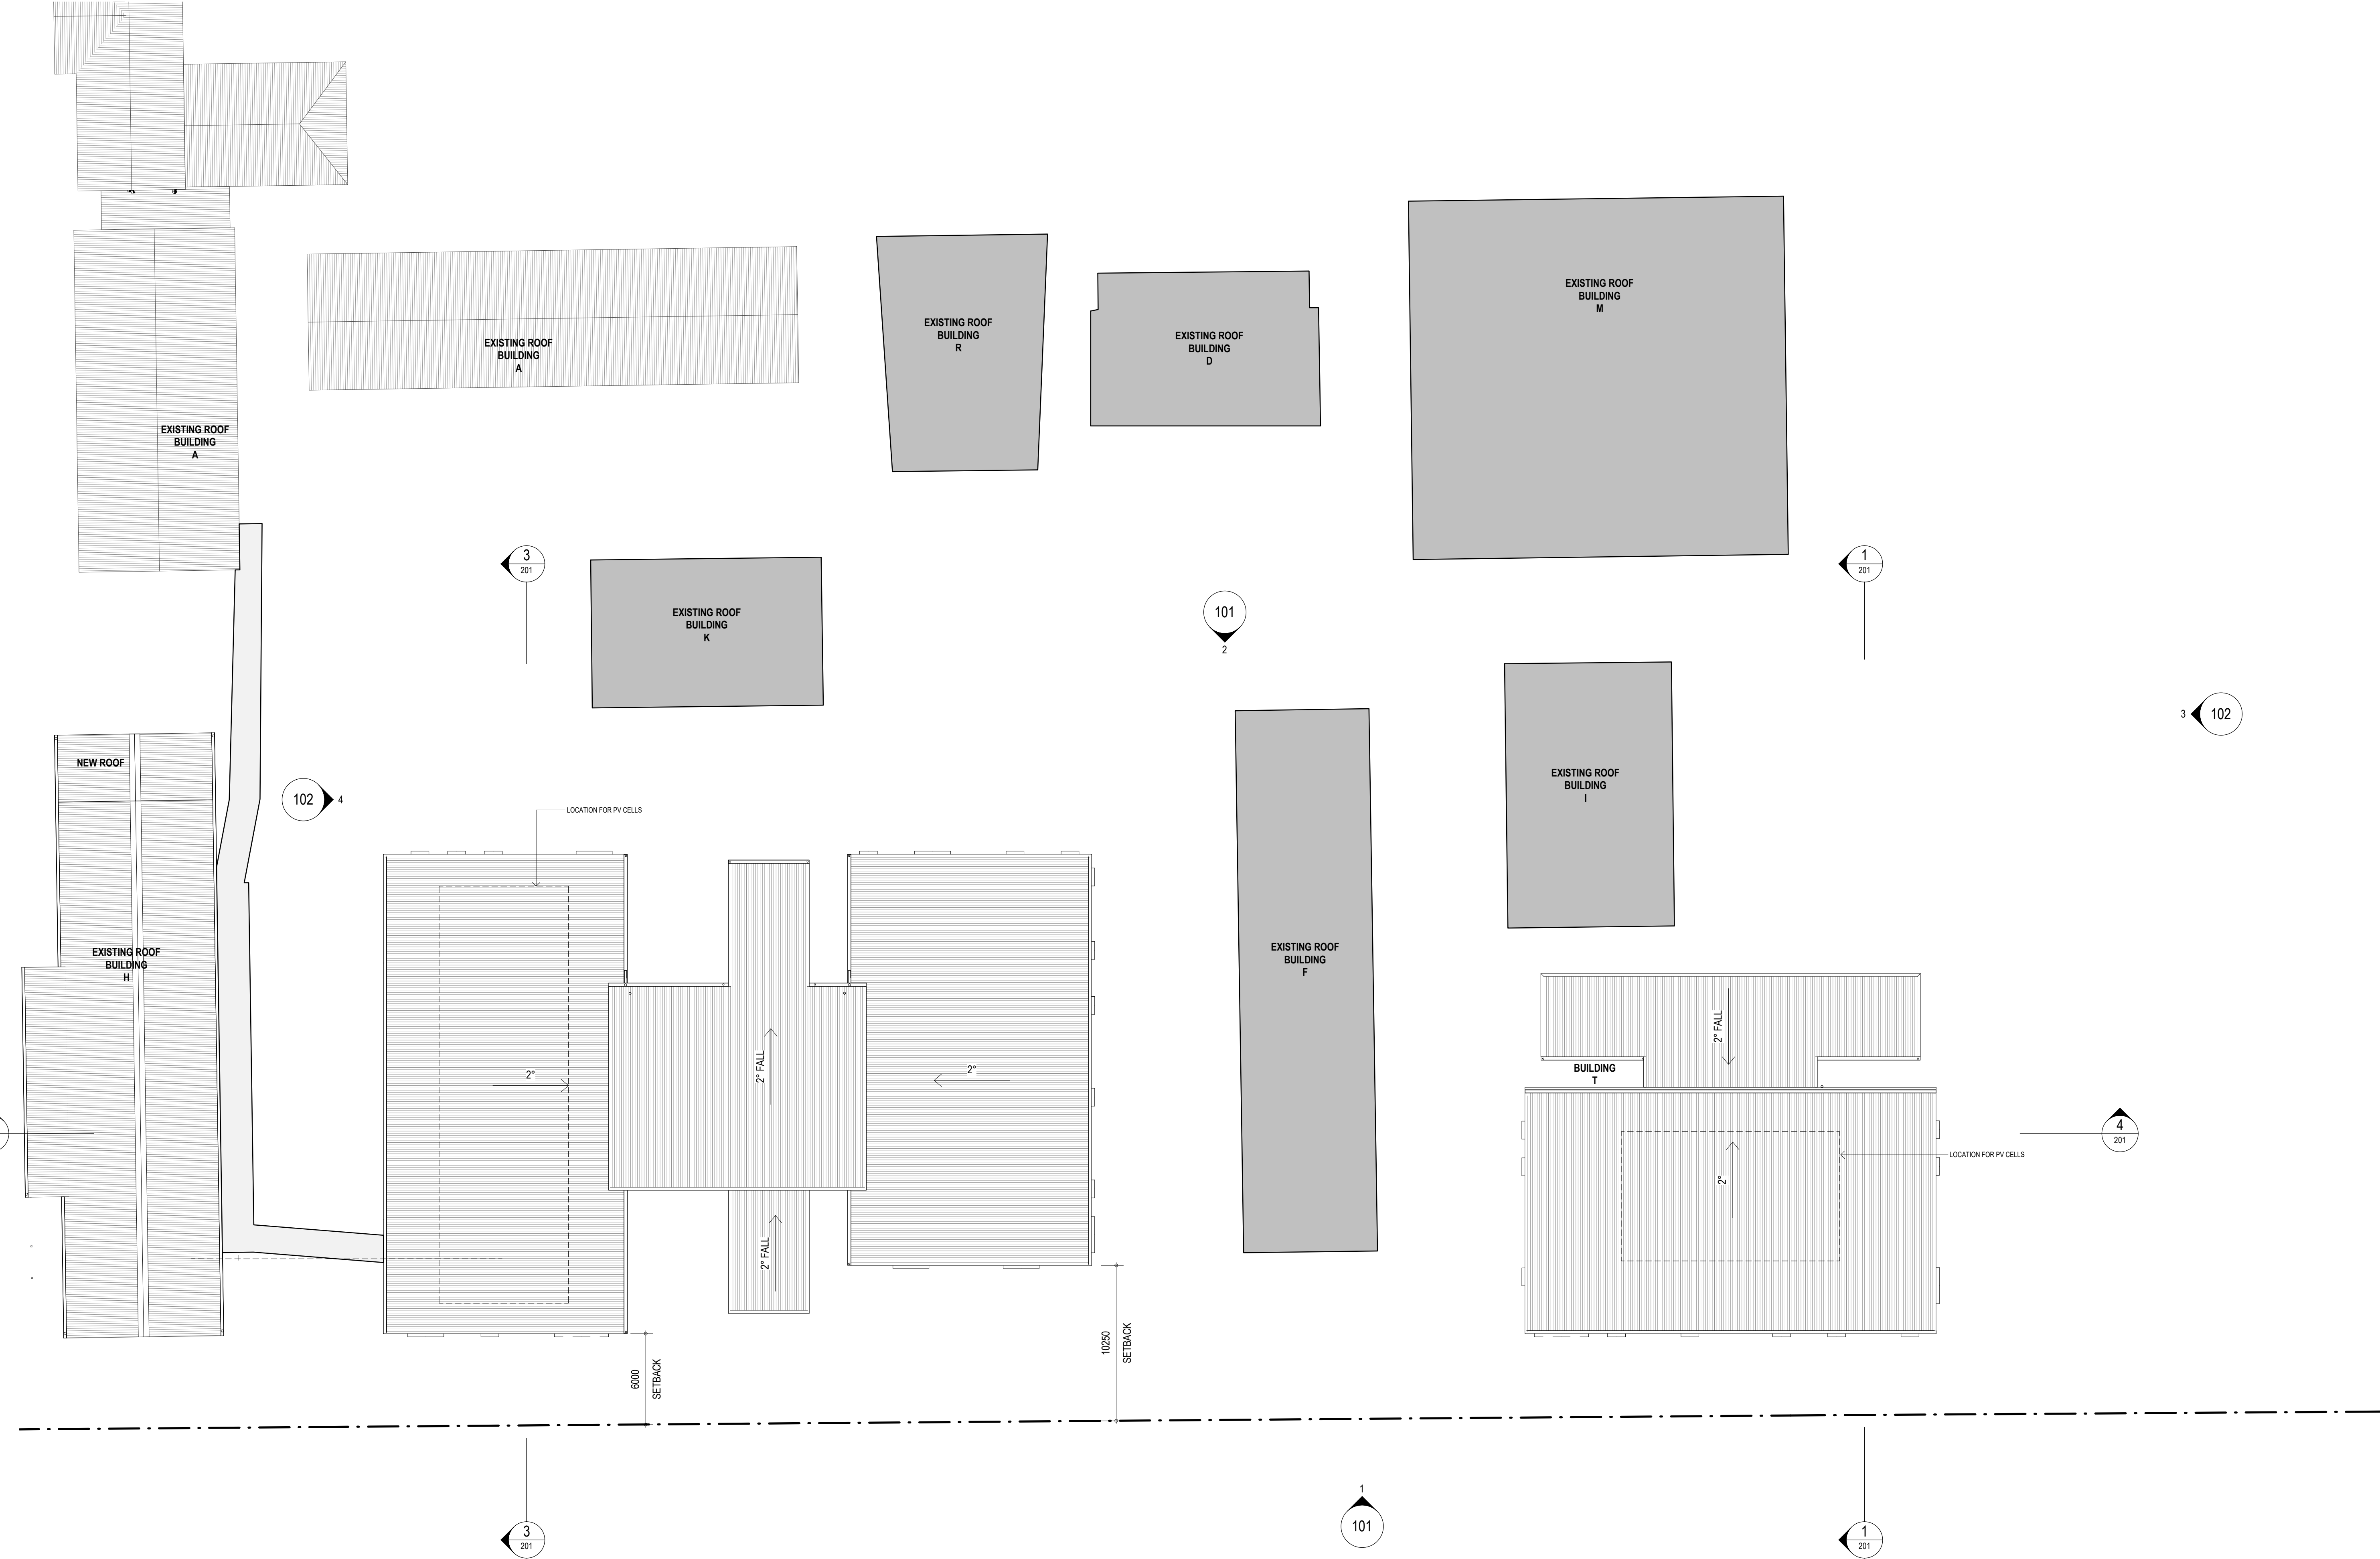 EXISTING ROOF
BUILDING
M
EXISTING ROOF
BUILDING
R
EXISTING ROOF
BUILDING
D
EXISTING ROOF
BUILDING
A
EXISTING ROOF
BUILDING
A
3
201
1
201
EXISTING ROOF
BUILDING
K
101
2
3
102
NEW ROOF
EXISTING ROOF
BUILDING
I
102
4
LOCATION FOR PV CELLS
EXISTING ROOF
BUILDING
H
EXISTING ROOF
BUILDING
F
2° FALL
2°
2° FALL
2°
BUILDING
T
4
201
LOCATION FOR PV CELLS
2°
2° FALL
6000
SETBACK
10250
SETBACK
1
101
3
201
1
201